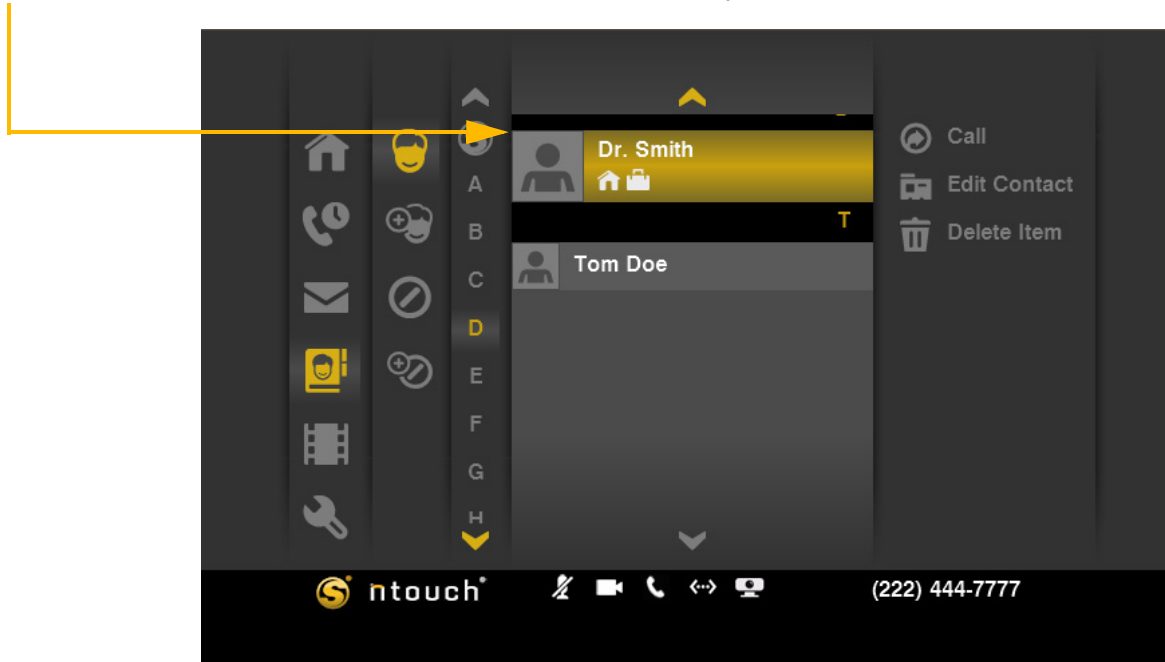 Dr. Smith
T
Tom Doe
A
B
C
D
E
F
G
H
Call
Edit Contact
Delete Item
ntouch
(222) 444-7777